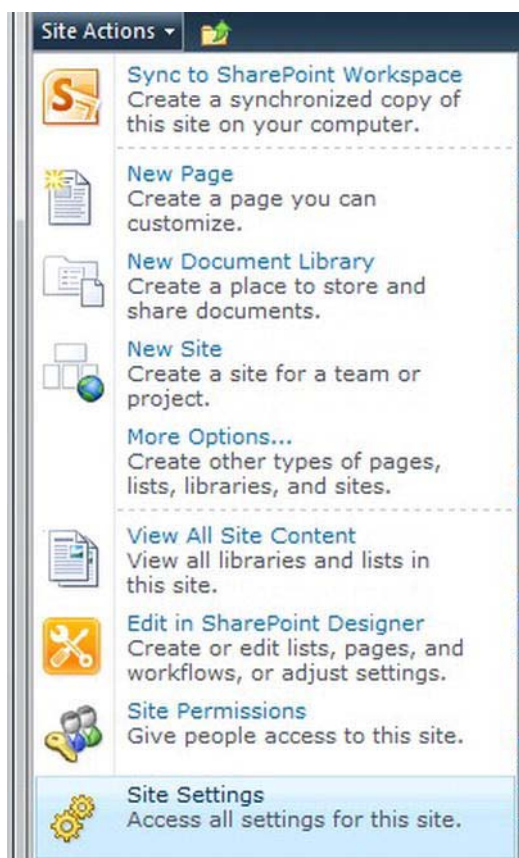 Site Actions
Sync to SharePoint Workspace
Create a synchronized copy of
this site on your computer.
New Page
Create a page you can
customize.
New Document Library
Create a place to store and
share documents.
New Site
Create a site for a team or
project.
More Options...
Create other types of pages,
lists, libraries, and sites.
View All Site Content
View all libraries and lists in
this site.
Edit in SharePoint Designer
Create or edit lists, pages, and
workflows, or adjust settings.
Site Permissions
Give people access to this site.
Site Settings
Access all settings for this site.